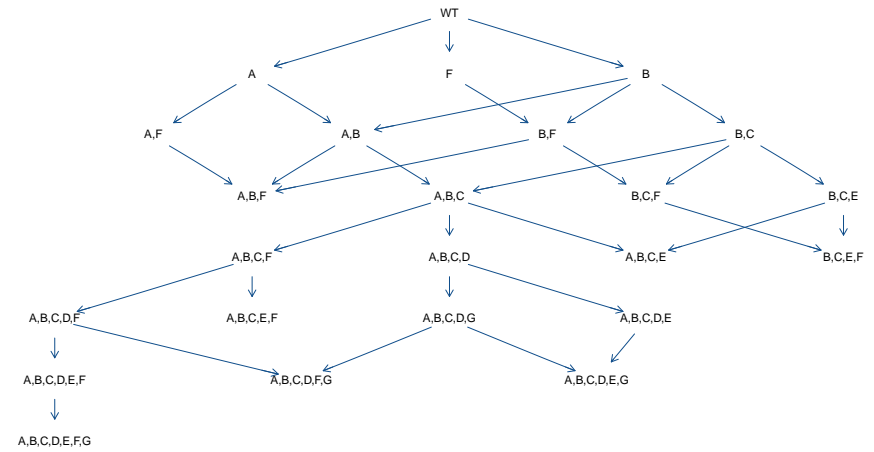 WT
A
F
B
A,F
A,B
B,F
B,C
A,B,F
A,B,C
B,C,F
B,C,E
A,B,C,F
A,B,C,D
A,B,C,E
B,C,E,F
A,B,C,D,F
A,B,C,E,F
A,B,C,D,G
A,B,C,D,E
A,B,C,D,E,F
A,B,C,D,F,G
A,B,C,D,E,G
A,B,C,D,E,F,G